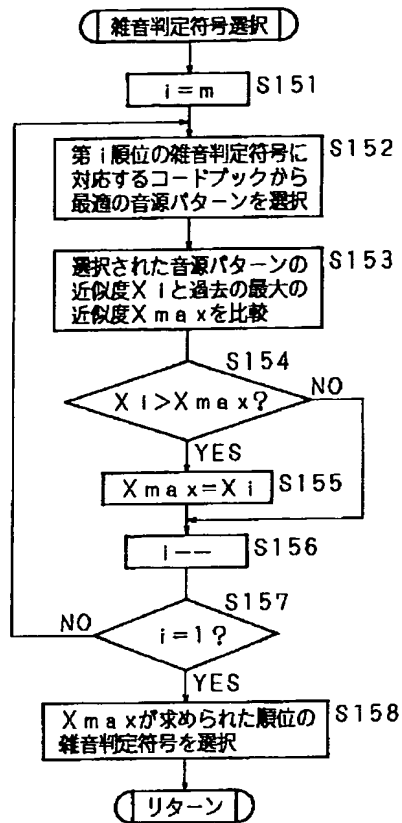 雑音判定符号選択
i=m
S151
第i順位の雑音判定符号に
対応するコードブックから
最適の音源パターンを選択
S152
選択された音源パターンの
近似度Xiと過去の最大の
近似度Xmaxを比較
S153
S154
Xi>Xmax?
NO
YES
Xmax=Xi
S155
i--
S156
S157
NO
i=1?
YES
Xmaxが求められた順位の
雑音判定符号を選択
S158
リターン